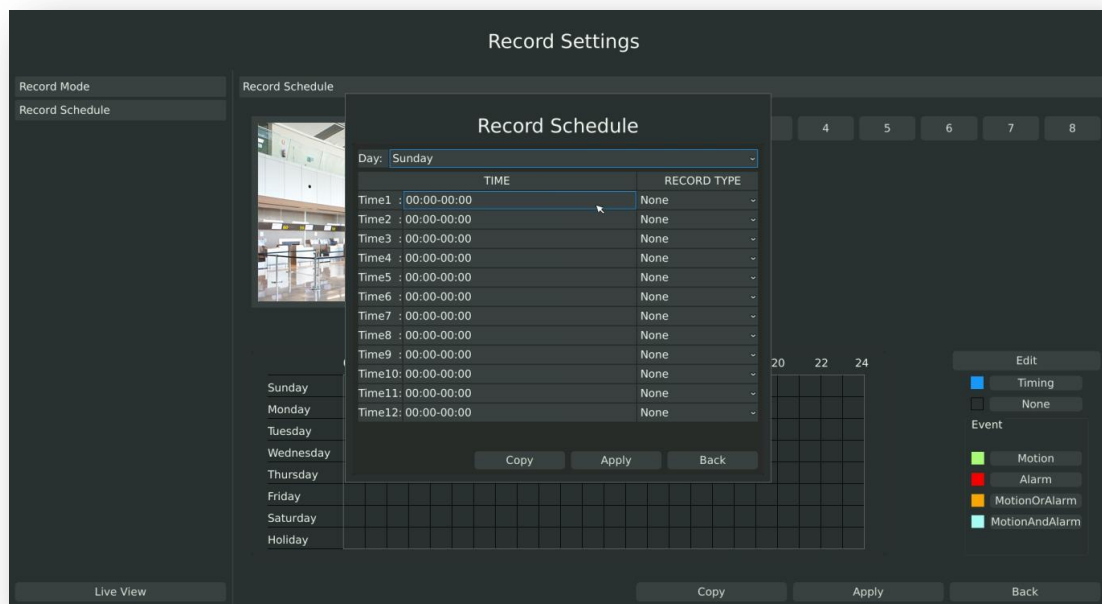 Record Settings
Record Mode
Record Schedule
Record Schedule
4 5 6 7 8
Record Schedule
Day: Sunday
TIME RECORD TYPE
Time1 : 00:00-00:00 None
Time2 : 00:00-00:00 None
Time3 : 00:00-00:00 None
Time4 : 00:00-00:00 None
Time5 : 00:00-00:00 None
Time6 : 00:00-00:00 None
Time7 : 00:00-00:00 None
Time8 : 00:00-00:00 None
Time9 : 00:00-00:00 None
Time10: 00:00-00:00 None
Time11: 00:00-00:00 None
Time12: 00:00-00:00 None
Copy Apply Back
20 22 24
Sunday
Monday
Tuesday
Wednesday
Thursday
Friday
Saturday
Holiday
Edit
Timing
None
Event
Motion
Alarm
MotionOrAlarm
MotionAndAlarm
Live View
Copy Apply Back